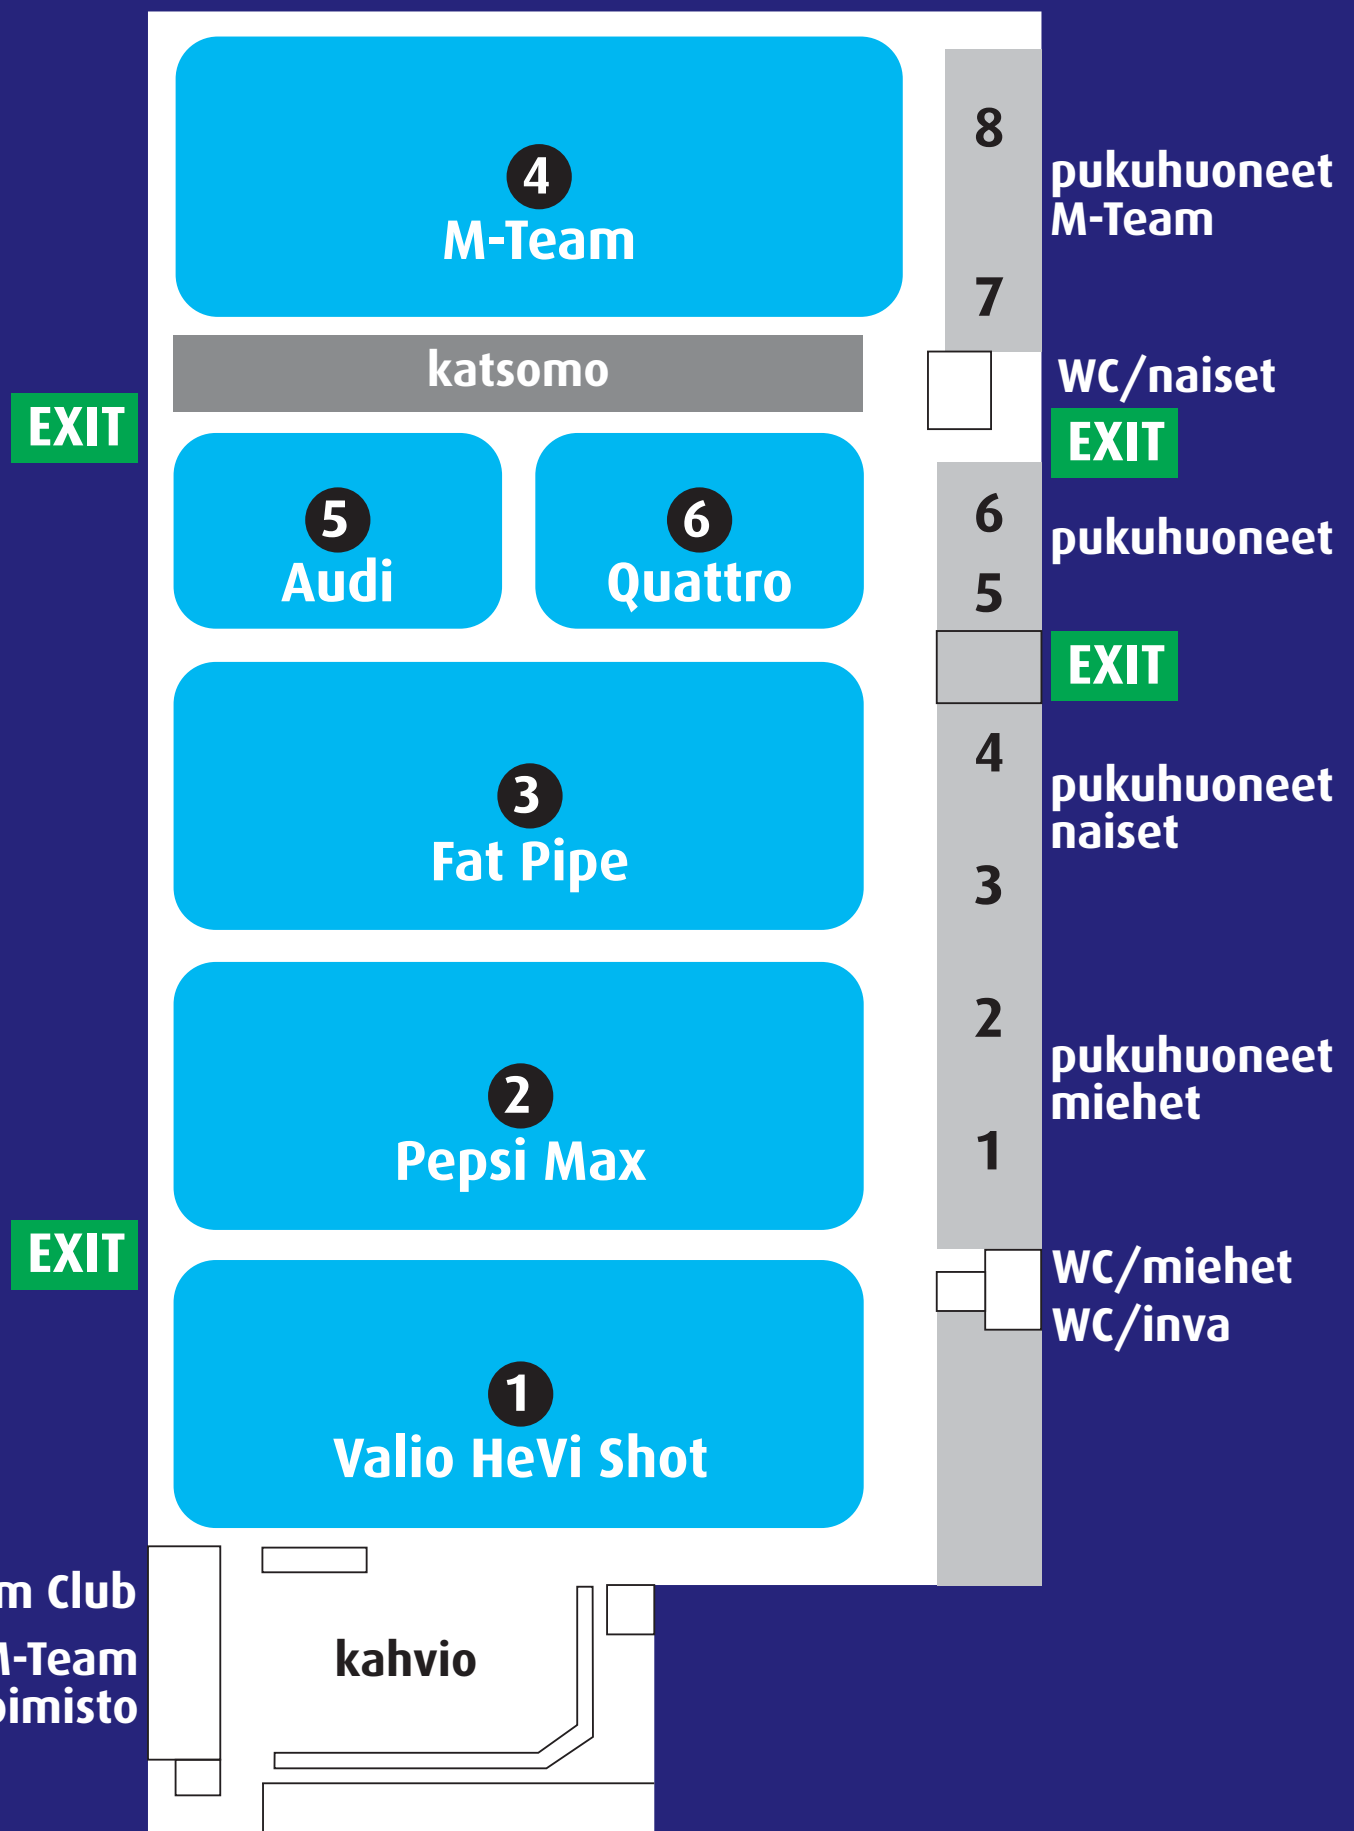 4
M-Team
8
pukuhuoneet
M-Team
7
katsomo
WC/naiset
EXIT
EXIT
5
Audi
6
Quattro
6
pukuhuoneet
5
EXIT
3
Fat Pipe
4
pukuhuoneet
naiset
3
2
Pepsi Max
2
pukuhuoneet
miehet
1
EXIT
WC/miehet
WC/inva
1
Valio HeVi Shot
Club
M-Team
kahvio